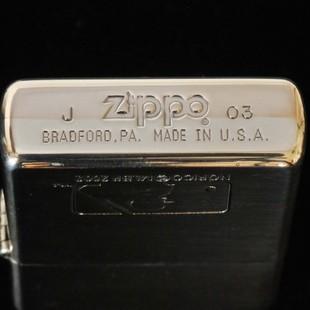 J Zippo® 03
BRADFORD, PA. MADE IN U.S.A.